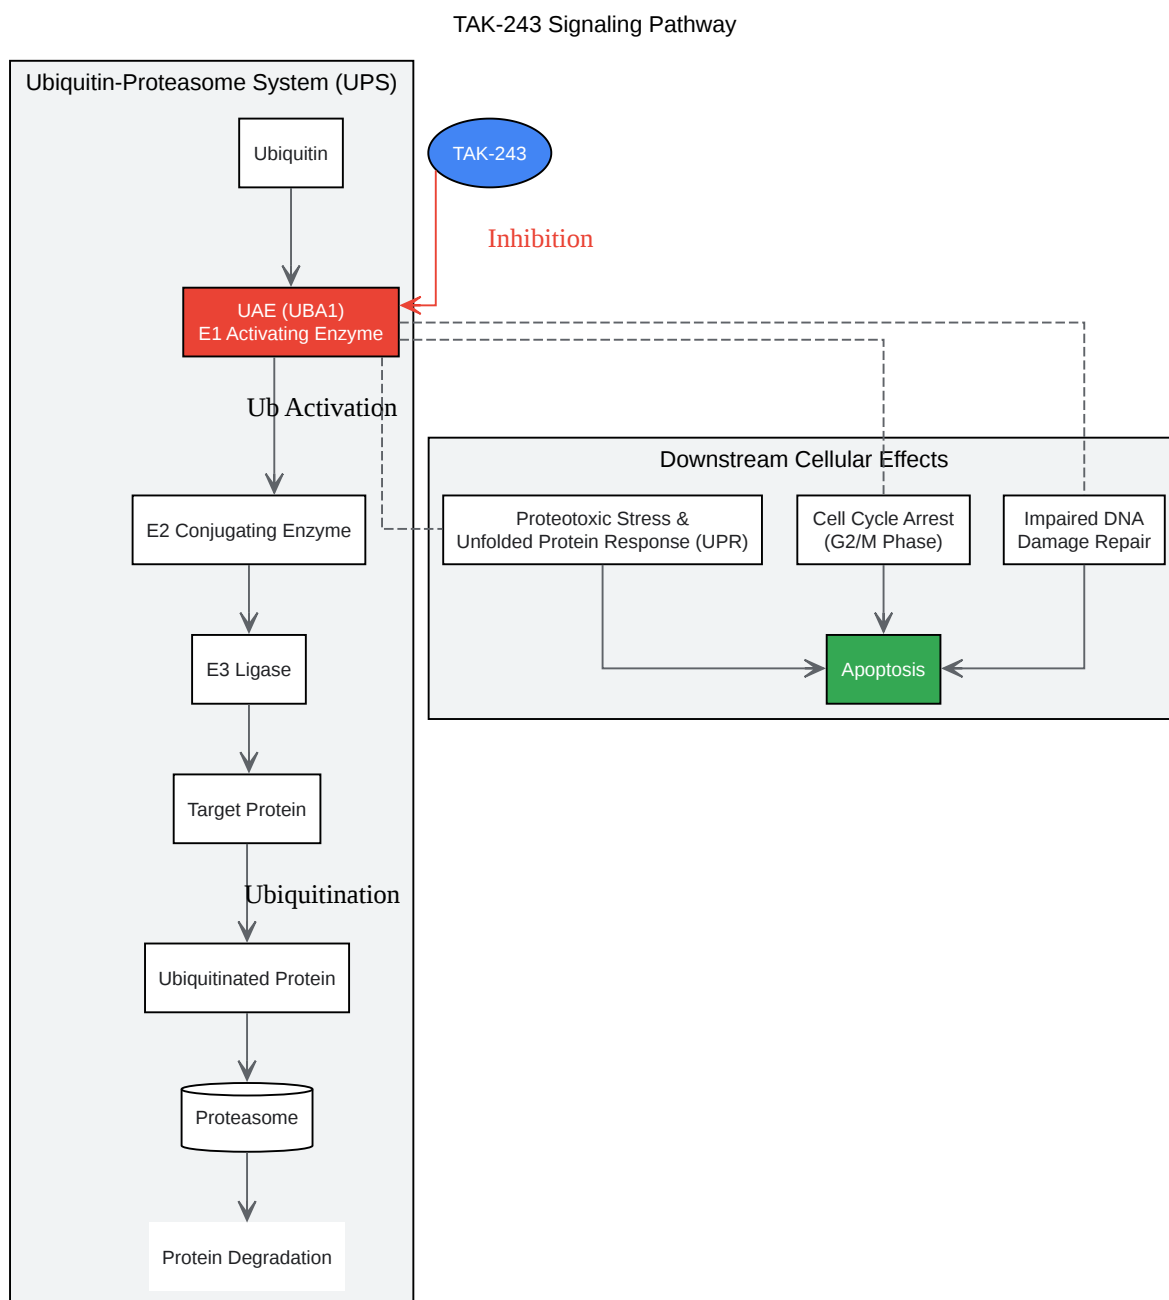 TAK-243 Signaling Pathway
Ubiquitin-Proteasome System (UPS)
Ubiquitin
TAK-243
Inhibition
UAE (UBA1)
E1 Activating Enzyme
Ub Activation
Downstream Cellular Effects
E2 Conjugating Enzyme
Proteotoxic Stress &
Unfolded Protein Response (UPR)
Cell Cycle Arrest
(G2/M Phase)
Impaired DNA
Damage Repair
E3 Ligase
Apoptosis
Target Protein
Ubiquitination
Ubiquitinated Protein
Proteasome
Protein Degradation